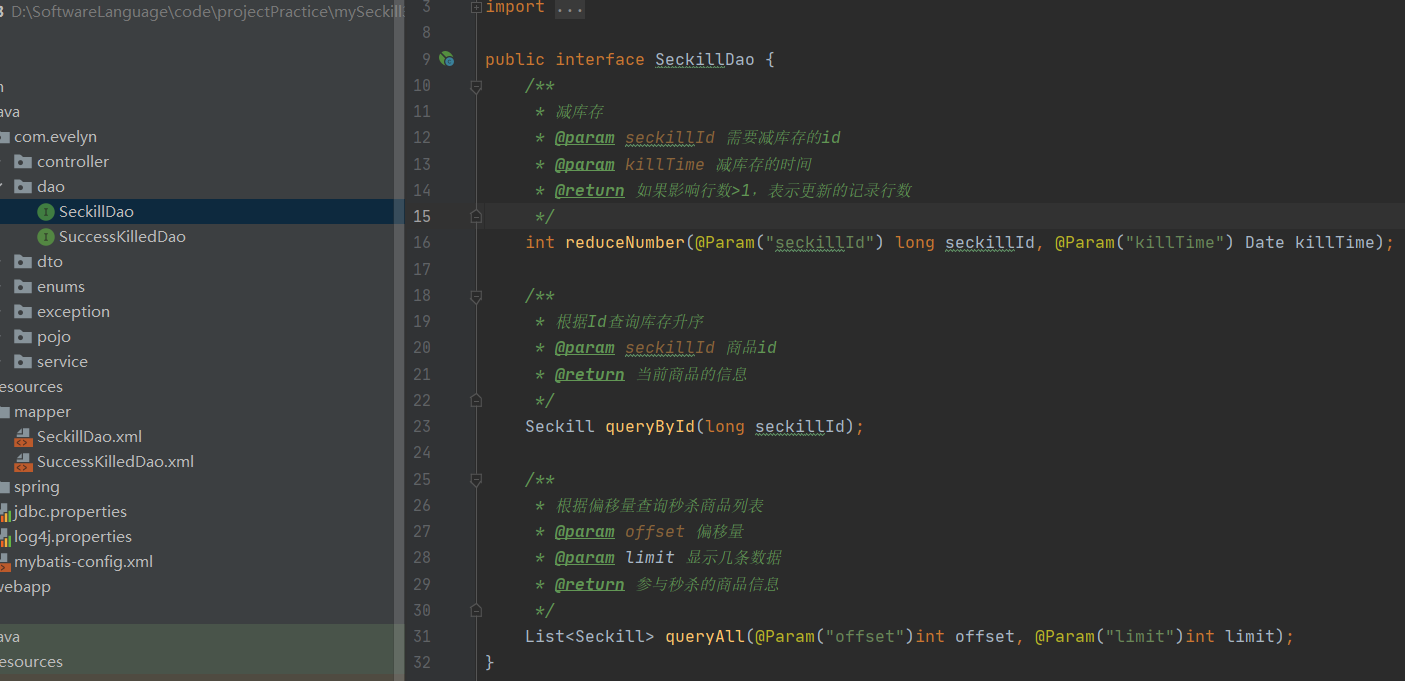 D:\SoftwareLanguage\code\projectPractice\mySeckill
ava
com.evelyn
controller
dao
SeckillDao
SuccessKilledDao
dto
enums
exception
pojo
service
esources
mapper
SeckillDao.xml
SuccessKilledDao.xml
spring
jdbc.properties
log4j.properties
mybatis-config.xml
webapp
ava
esources
3 import ...
8
9 public interface SeckillDao {
10 /**
11 * 减库存
12 * @param seckillId 需要减库存的id
13 * @param killTime 减库存的时间
14 * @return 如果影响行数>1，表示更新的记录行数
15 */
16 int reduceNumber(@Param("seckillId") long seckillId, @Param("killTime") Date killTime);
17
18 /**
19 * 根据Id查询库存升序
20 * @param seckillId 商品id
21 * @return 当前商品的信息
22 */
23 Seckill queryById(long seckillId);
24
25 /**
26 * 根据偏移量查询秒杀商品列表
27 * @param offset 偏移量
28 * @param limit 显示几条数据
29 * @return 参与秒杀的商品信息
30 */
31 List<Seckill> queryAll(@Param("offset")int offset, @Param("limit")int limit);
32 }